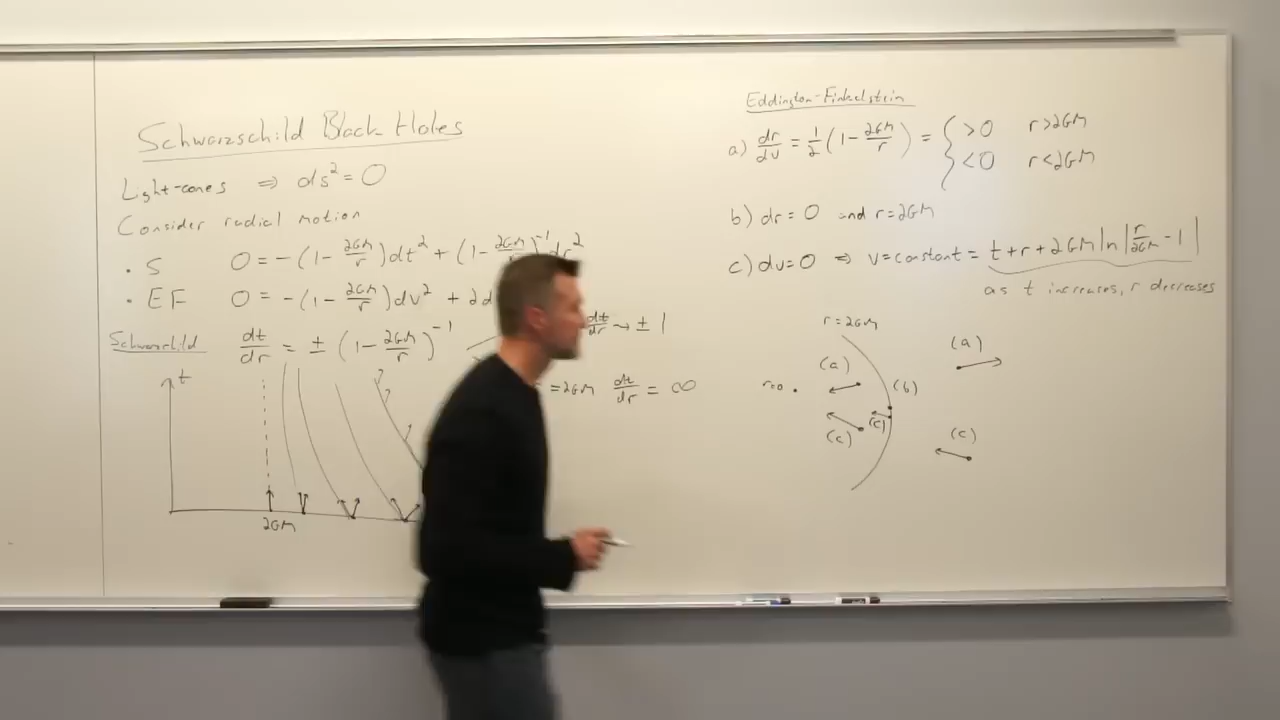 Schwarzschild Black Holes
Light-cones ⇒ ds² = 0
Consider radial motion
• S 0 = -(1 - 2GM/r)dt² + (1 - 2GM/r)⁻¹dr²
• EF 0 = -(1 - 2GM/r)dv² + 2d
Schwarschild dt/dr = ± (1 - 2GM/r)⁻¹
dt/dr → ± 1
= 2GM dt/dr = ∞
t
2GM
Eddington-Finkelstein
a) dr/dv = 1/2 (1 - 2GM/r) = { >0 r>2GM
<0 r<2GM
b) dr = 0 and r=2GM
c) dv=0 ⇒ v=constant = t + r + 2GM ln|r/2GM - 1|
as t increases, r decreases
r=2GM
(a)
(a)
r=0
(b)
(c)
(c)
(c)